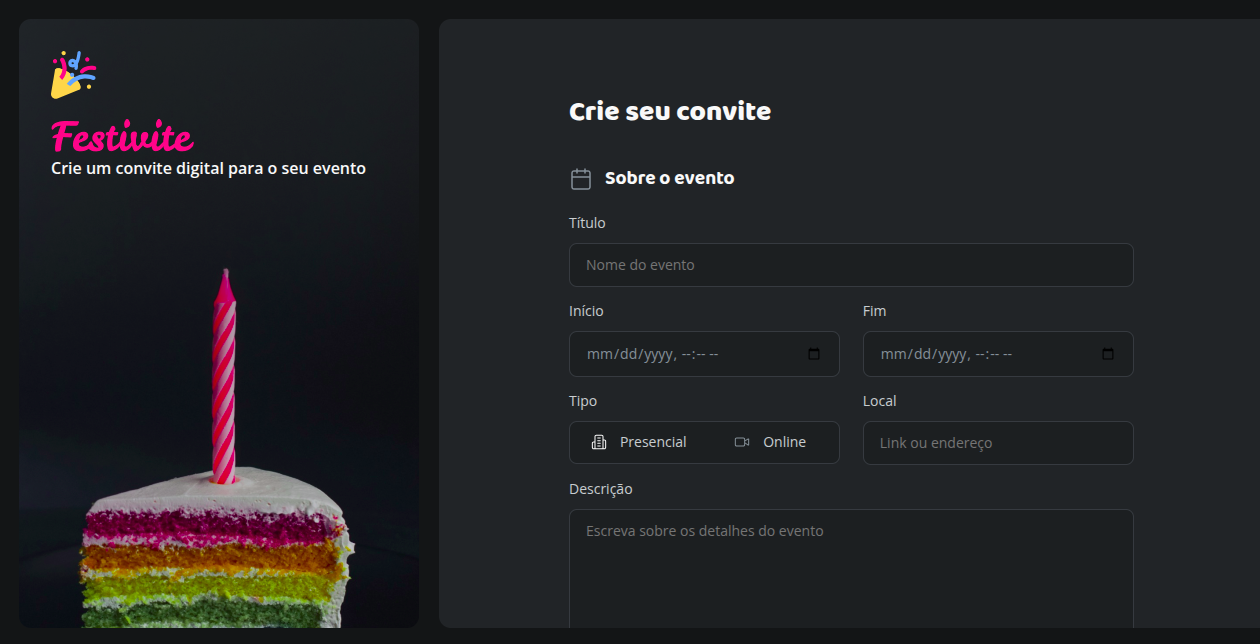 Festivite
Crie um convite digital para o seu evento
Crie seu convite
Sobre o evento
Título
Nome do evento
Início
Fim
mm/dd/yyyy, --:-- --
mm/dd/yyyy, --:-- --
Tipo
Local
Presencial
Online
Link ou endereço
Descrição
Escreva sobre os detalhes do evento